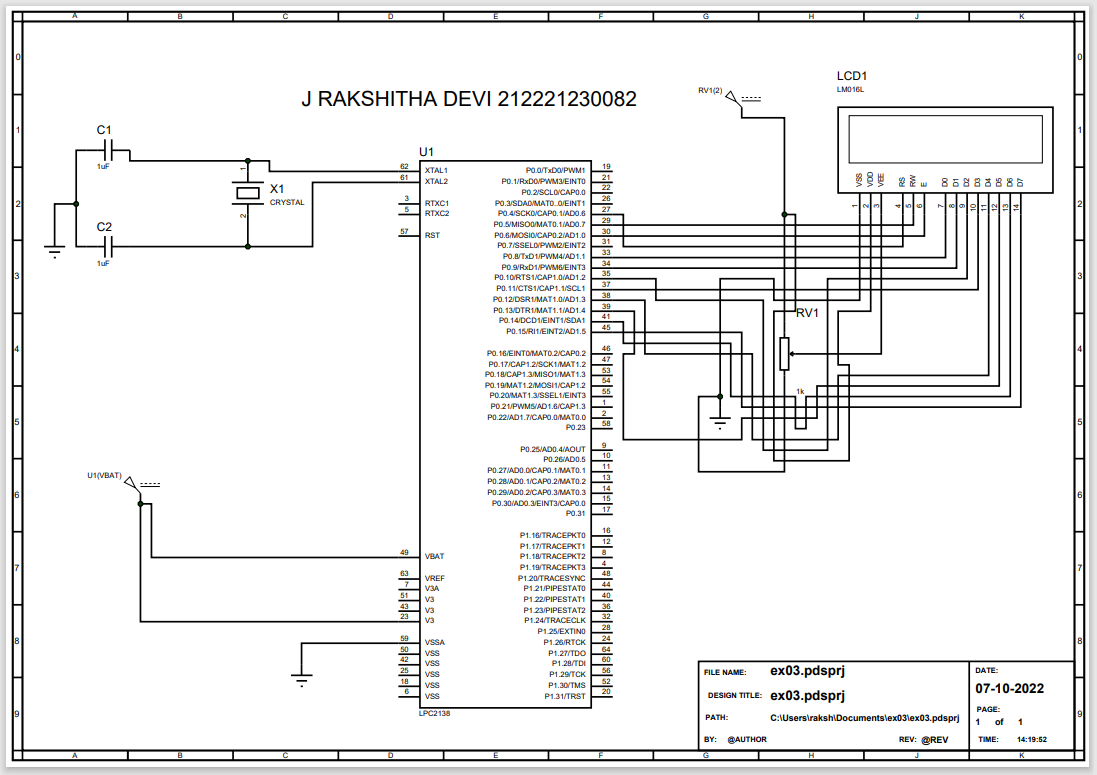 A B C D E F G H J K
0 0
1 1
2 2
3 3
4 4
5 5
6 6
7 7
8 8
9 9
J RAKSHITHA DEVI 212221230082
RV1(2)
LCD1
LM016L
VSS VDD VEE RS RW E D0 D1 D2 D3 D4 D5 D6 D7
1 2 3 4 5 6 7 8 9 10 11 12 13 14
C1
1uF
C2
1uF
1
X1
CRYSTAL
2
U1
62 XTAL1
61 XTAL2
3 RTXC1
5 RTXC2
57 RST
P0.0/TxD0/PWM1 19
P0.1/RxD0/PWM3/EINT0 21
P0.2/SCL0/CAP0.0 22
P0.3/SDA0/MAT0..0/EINT1 26
P0.4/SCK0/CAP0.1/AD0.6 27
P0.5/MISO0/MAT0.1/AD0.7 29
P0.6/MOSI0/CAP0.2/AD1.0 30
P0.7/SSEL0/PWM2/EINT2 31
P0.8/TxD1/PWM4/AD1.1 33
P0.9/RxD1/PWM6/EINT3 34
P0.10/RTS1/CAP1.0/AD1.2 35
P0.11/CTS1/CAP1.1/SCL1 37
P0.12/DSR1/MAT1.0/AD1.3 38
P0.13/DTR1/MAT1.1/AD1.4 39
P0.14/DCD1/EINT1/SDA1 41
P0.15/RI1/EINT2/AD1.5 45
P0.16/EINT0/MAT0.2/CAP0.2 46
P0.17/CAP1.2/SCK1/MAT1.2 47
P0.18/CAP1.3/MISO1/MAT1.3 53
P0.19/MAT1.2/MOSI1/CAP1.2 54
P0.20/MAT1.3/SSEL1/EINT3 55
P0.21/PWM5/AD1.6/CAP1.3 1
P0.22/AD1.7/CAP0.0/MAT0.0 2
P0.23 58
P0.25/AD0.4/AOUT 9
P0.26/AD0.5 10
P0.27/AD0.0/CAP0.1/MAT0.1 11
P0.28/AD0.1/CAP0.2/MAT0.2 13
P0.29/AD0.2/CAP0.3/MAT0.3 14
P0.30/AD0.3/EINT3/CAP0.0 15
P0.31 17
RV1
1k
U1(VBAT)
49 VBAT
63 VREF
7 V3A
51 V3
43 V3
23 V3
59 VSSA
50 VSS
42 VSS
25 VSS
18 VSS
6 VSS
P1.16/TRACEPKT0 16
P1.17/TRACEPKT1 12
P1.18/TRACEPKT2 8
P1.19/TRACEPKT3 4
P1.20/TRACESYNC 48
P1.21/PIPESTAT0 44
P1.22/PIPESTAT1 40
P1.23/PIPESTAT2 36
P1.24/TRACECLK 32
P1.25/EXTIN0 28
P1.26/RTCK 24
P1.27/TDO 64
P1.28/TDI 60
P1.29/TCK 56
P1.30/TMS 52
P1.31/TRST 20
LPC2138
FILE NAME: ex03.pdsprj
DESIGN TITLE: ex03.pdsprj
PATH: C:\Users\raksh\Documents\ex03\ex03.pdsprj
BY: @AUTHOR REV: @REV
DATE:
07-10-2022
PAGE:
1 of 1
TIME: 14:19:52
A B C D E F G H J K